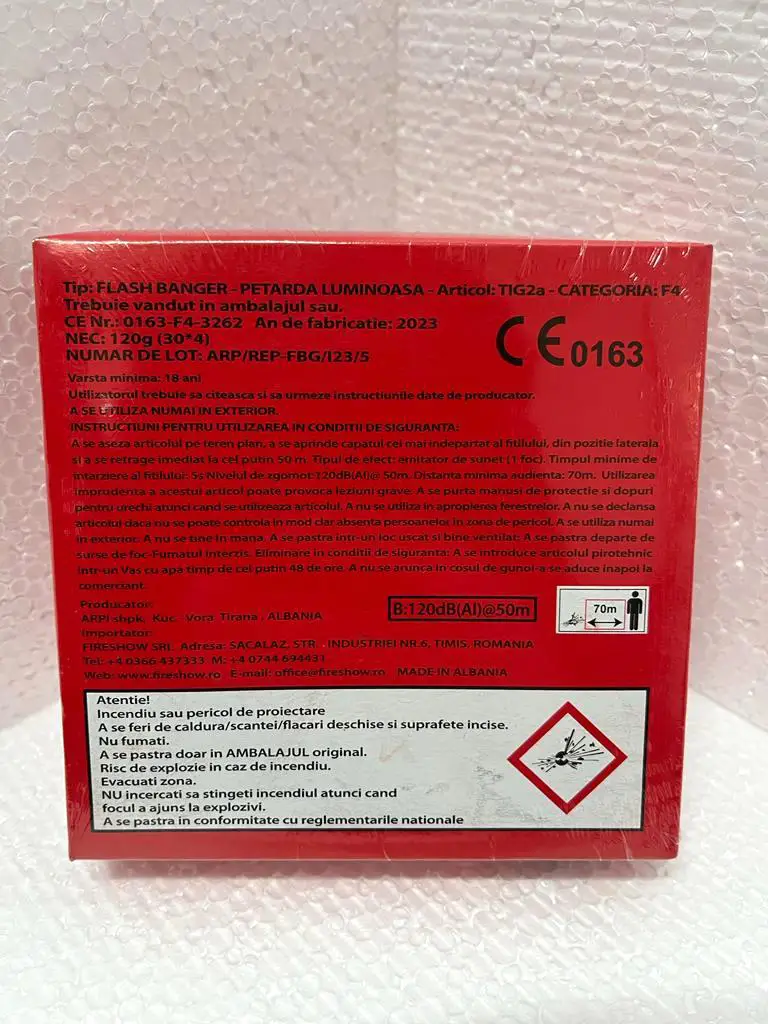 Tip: FLASH BANGER - PETARDA LUMINOASA - Articol: TIG2a - CATEGORIA: F4
Trebuie vandut in ambalajul sau.
CE Nr.: 0163-F4-3262 An de fabricatie: 2023
NEC: 120g (30*4)
NUMAR DE LOT: ARP/REP-FBG/I23/5
CE 0163
Varsta minima: 18 ani
Utilizatorul trebuie sa citeasca si sa urmeze instructiunile date de producator.
A SE UTILIZA NUMAI IN EXTERIOR.
INSTRUCTIUNI PENTRU UTILIZAREA IN CONDITII DE SIGURANTA:
A se aseza articolul pe teren plan, a se aprinde capatul cel mai indepartat al fitilului, din pozitie laterala
si a se retrage imediat la cel putin 50 m. Tipul de efect: emitator de sunet (1 foc). Timpul minime de
intarziere al fitilului: 5s Nivelul de zgomot 120dB(AI)@ 50m. Distanta minima audienta: 70m. Utilizarea
imprudenta a acestui articol poate provoca leziuni grave. A se purta manusi de protectie si dopuri
pentru urechi atunci cand se utilizeaza articolul. A nu se utiliza in apropierea ferestrelor. A nu se declansa
articolul daca nu se poate controla in mod clar absenta persoanelor in zona de pericol. A se utiliza numai
in exterior. A nu se tine in mana. A se pastra intr-un loc uscat si bine ventilat. A se pastra departe de
surse de foc-Fumatul interzis. Eliminare in conditii de siguranta: A se introduce articolul pirotehnic
intr-un Vas cu apa timp de cel putin 48 de ore. A nu se arunca in cosul de gunoi-a se aduce inapoi la
comerciant.
Producator:
ARPI shpk, Kuc, Vora Tirana, ALBANIA
B:120dB(AI)@50m
70m
Importator:
FIRESHOW SRL Adresa: SACALAZ, STR. INDUSTRIEI NR.6, TIMIS, ROMANIA
Tel: +4 0366 437333 M: +4 0744 694431
Web: www.fireshow.ro E-mail: office@fireshow.ro MADE IN ALBANIA
Atentie!
Incendiu sau pericol de proiectare
A se feri de caldura/scantei/flacari deschise si suprafete incise.
Nu fumati.
A se pastra doar in AMBALAJUL original.
Risc de explozie in caz de incendiu.
Evacuati zona.
NU incercati sa stingeti incendiul atunci cand
focul a ajuns la explozivi.
A se pastra in conformitate cu reglementarile nationale